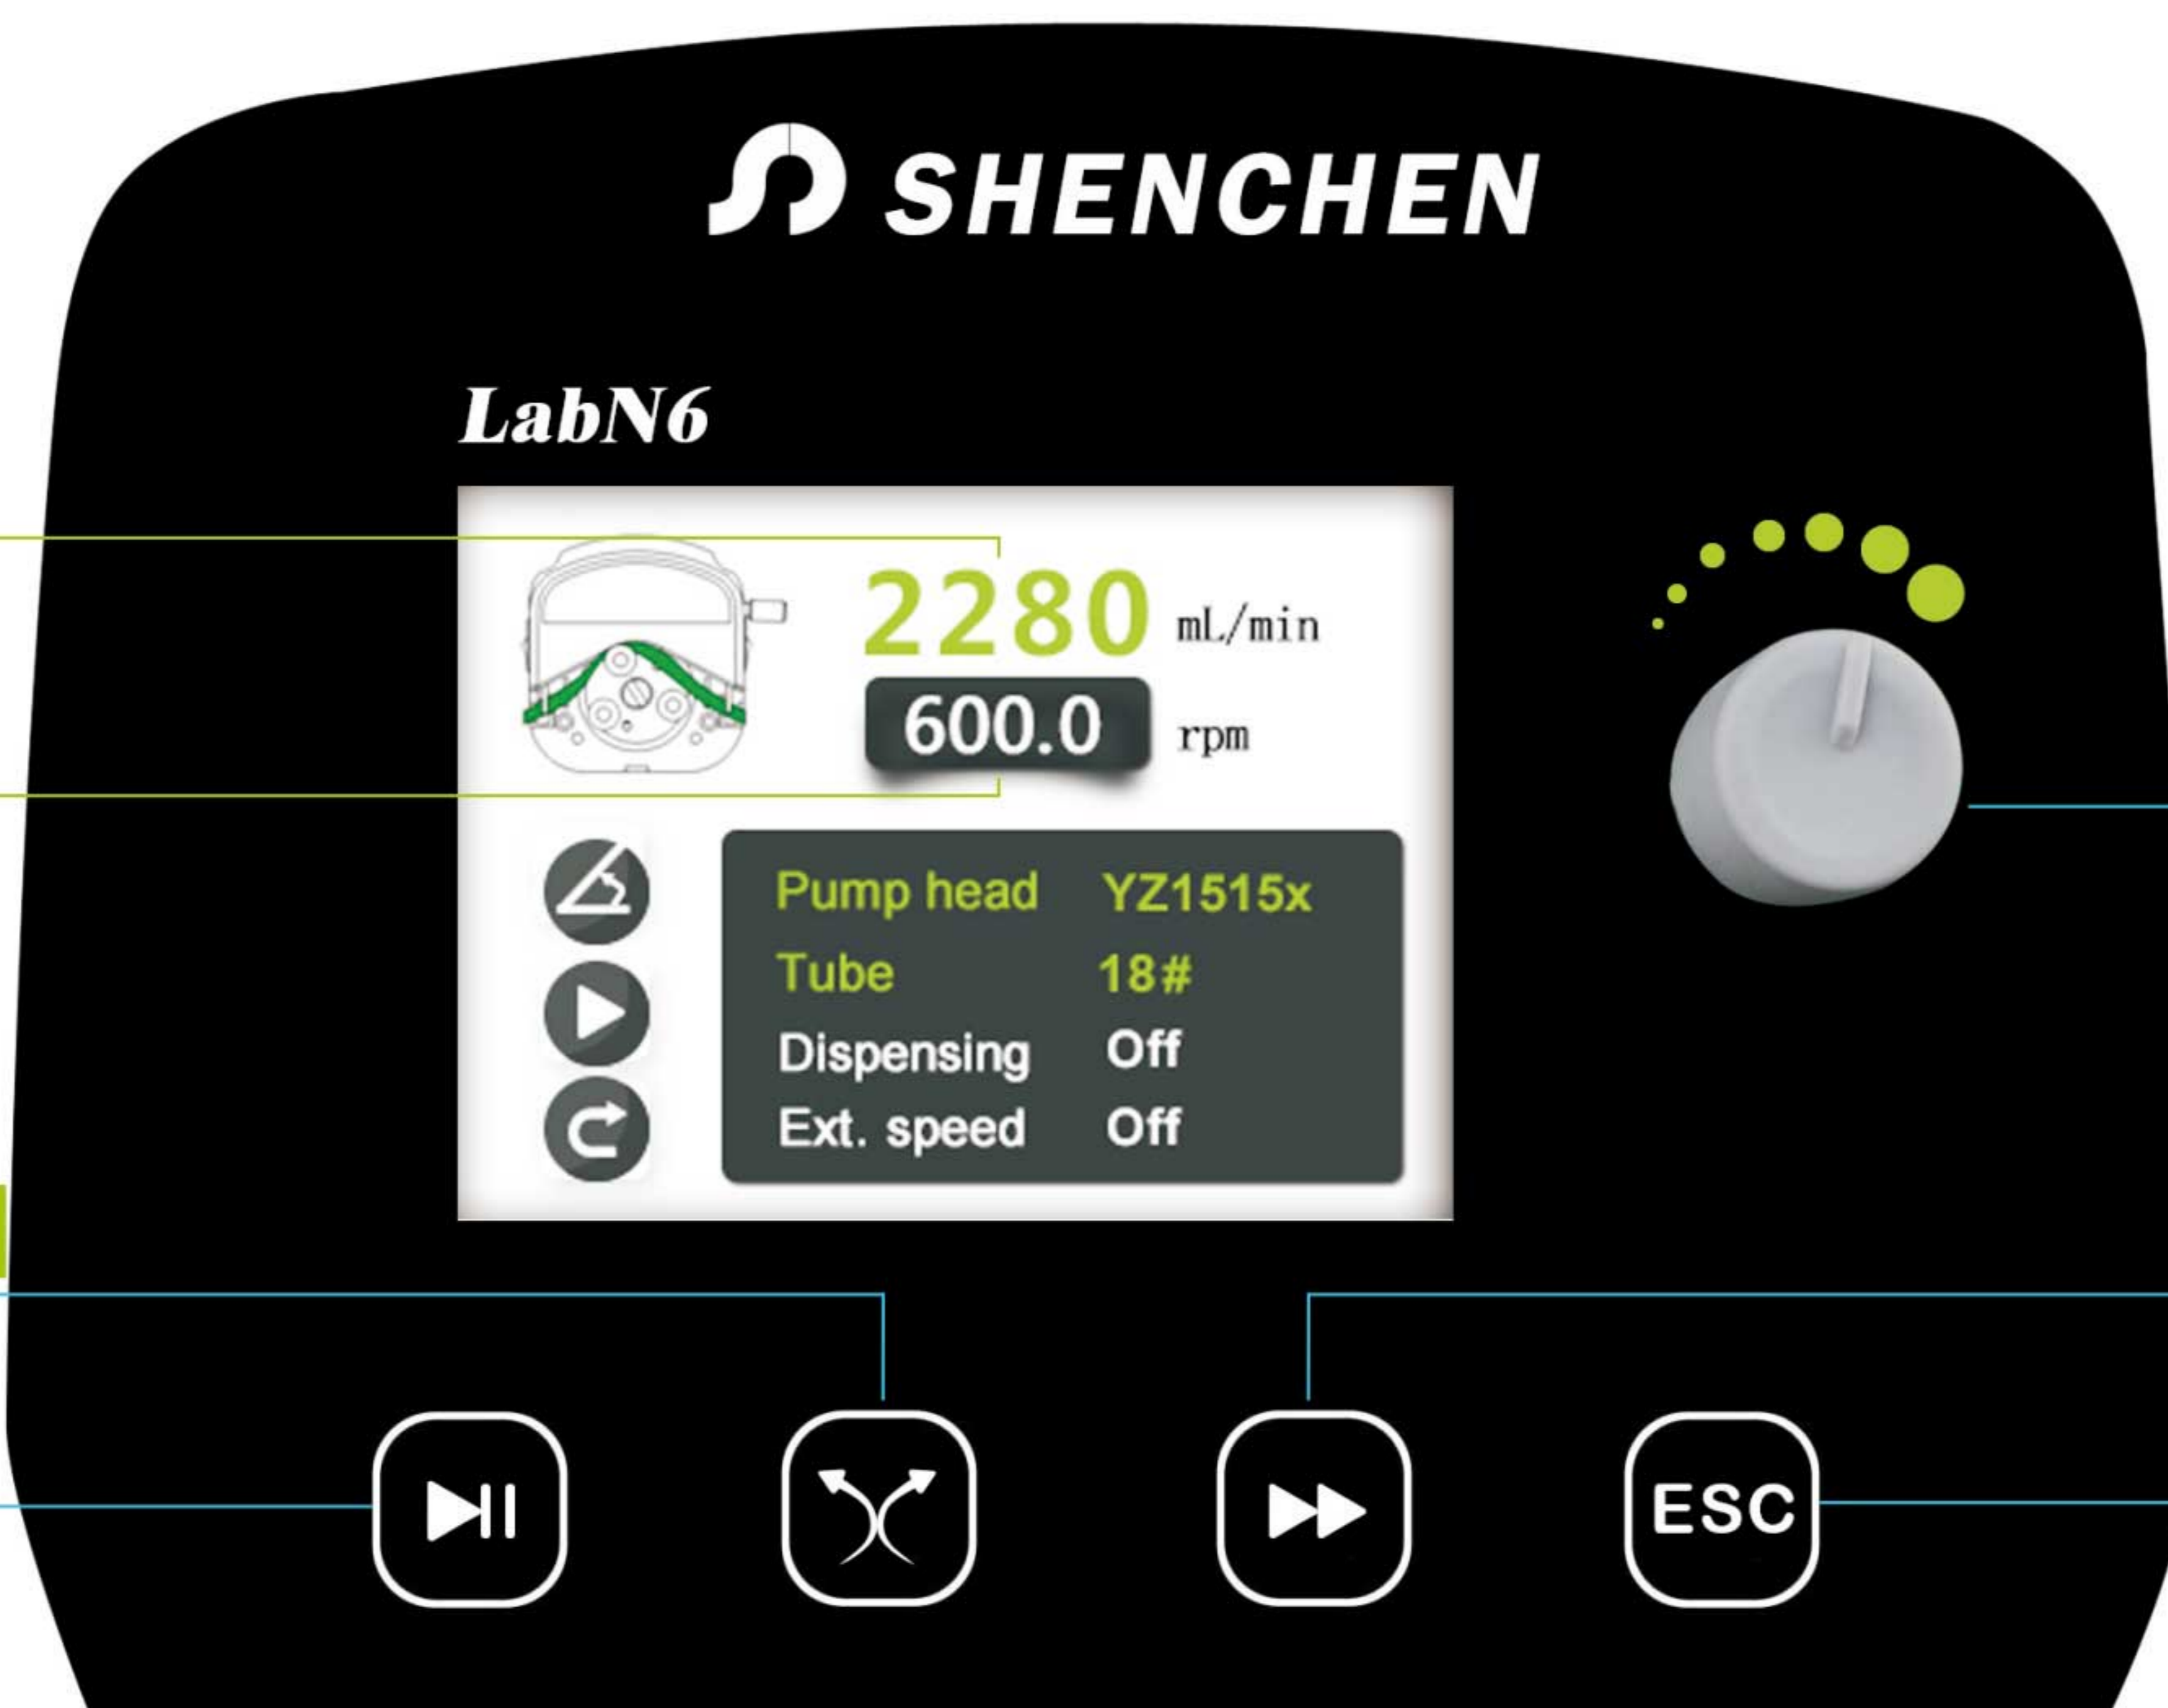 SHENCHEN
LabN6
2280 mL/min
600.0 rpm
Pump head YZ1515x
Tube 18#
Dispensing Off
Ext. speed Off
ESC